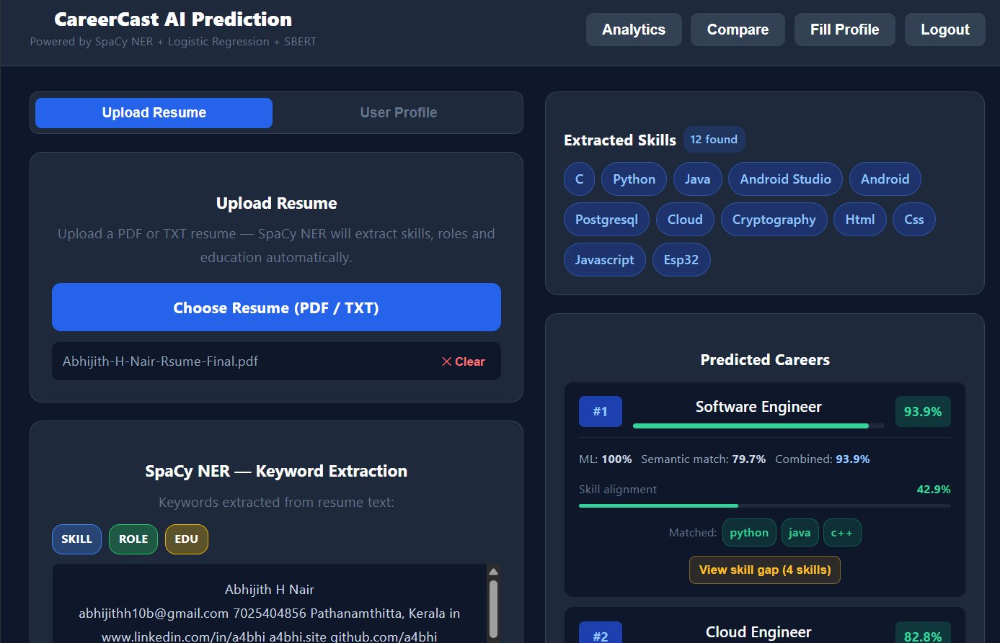 CareerCast AI Prediction
Powered by SpaCy NER + Logistic Regression + SBERT
Analytics
Compare
Fill Profile
Logout
Upload Resume
User Profile
Upload Resume
Upload a PDF or TXT resume — SpaCy NER will extract skills, roles and
education automatically.
Choose Resume (PDF / TXT)
Abhijith-H-Nair-Rsume-Final.pdf
Clear
SpaCy NER — Keyword Extraction
Keywords extracted from resume text:
SKILL
ROLE
EDU
Abhijith H Nair
abhijithh10b@gmail.com 7025404856 Pathanamthitta, Kerala in
www.linkedin.com/in/a4bhi a4bhi.site github.com/a4bhi
Extracted Skills 12 found
C Python Java Android Studio Android
Postgresql Cloud Cryptography Html Css
Javascript Esp32
Predicted Careers
#1
Software Engineer
93.9%
ML: 100% Semantic match: 79.7% Combined: 93.9%
Skill alignment 42.9%
Matched: python java c++
View skill gap (4 skills)
#2
Cloud Engineer
82.8%